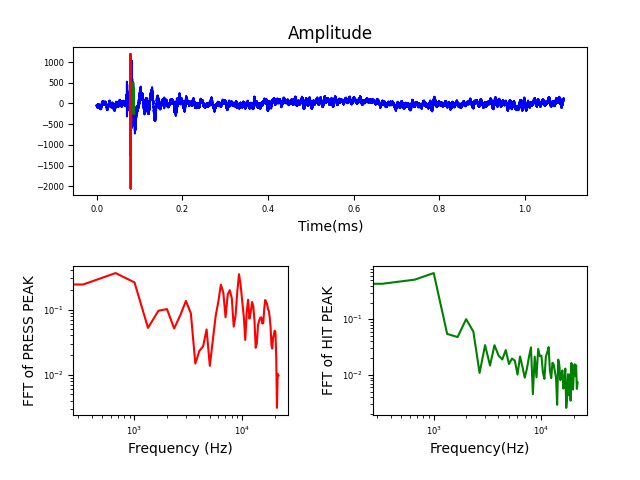 Amplitude
1000
500
0
−500
−1000
−1500
−2000
0.0 0.2 0.4 0.6 0.8 1.0
Time(ms)
FFT of PRESS PEAK
10⁻¹
10⁻²
10³ 10⁴
Frequency (Hz)
FFT of HIT PEAK
10⁻¹
10⁻²
10³ 10⁴
Frequency(Hz)